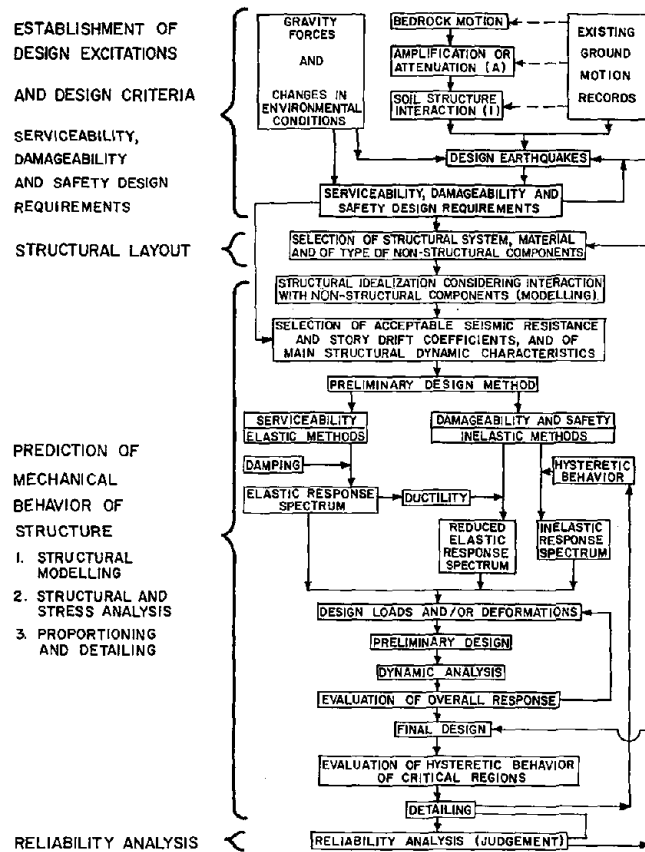 ESTABLISHMENT OF
DESIGN EXCITATIONS
AND DESIGN CRITERIA
SERVICEABILITY,
DAMAGEABILITY
AND SAFETY DESIGN
REQUIREMENTS
GRAVITY
FORCES
AND
CHANGES IN
ENVIRONMENTAL
CONDITIONS
BEDROCK MOTION
AMPLIFICATION OR
ATTENUATION (A)
SOIL STRUCTURE
INTERACTION (I)
EXISTING
GROUND
MOTION
RECORDS
DESIGN EARTHQUAKES
SERVICEABILITY, DAMAGEABILITY AND
SAFETY DESIGN REQUIREMENTS
STRUCTURAL LAYOUT
SELECTION OF STRUCTURAL SYSTEM, MATERIAL
AND OF TYPE OF NON-STRUCTURAL COMPONENTS
STRUCTURAL IDEALIZATION CONSIDERING INTERACTION
WITH NON-STRUCTURAL COMPONENTS (MODELLING)
SELECTION OF ACCEPTABLE SEISMIC RESISTANCE
AND STORY DRIFT COEFFICIENTS, AND OF
MAIN STRUCTURAL DYNAMIC CHARACTERISTICS
PRELIMINARY DESIGN METHOD
SERVICEABILITY
ELASTIC METHODS
DAMAGEABILITY AND SAFETY
INELASTIC METHODS
PREDICTION OF
MECHANICAL
BEHAVIOR OF
STRUCTURE
1. STRUCTURAL
MODELLING
2. STRUCTURAL AND
STRESS ANALYSIS
3. PROPORTIONING
AND DETAILING
DAMPING
HYSTERETIC
BEHAVIOR
ELASTIC RESPONSE
SPECTRUM
DUCTILITY
REDUCED
ELASTIC
RESPONSE
SPECTRUM
INELASTIC
RESPONSE
SPECTRUM
DESIGN LOADS AND/OR DEFORMATIONS
PRELIMINARY DESIGN
DYNAMIC ANALYSIS
EVALUATION OF OVERALL RESPONSE
FINAL DESIGN
EVALUATION OF HYSTERETIC BEHAVIOR
OF CRITICAL REGIONS
DETAILING
RELIABILITY ANALYSIS
RELIABILITY ANALYSIS (JUDGEMENT)